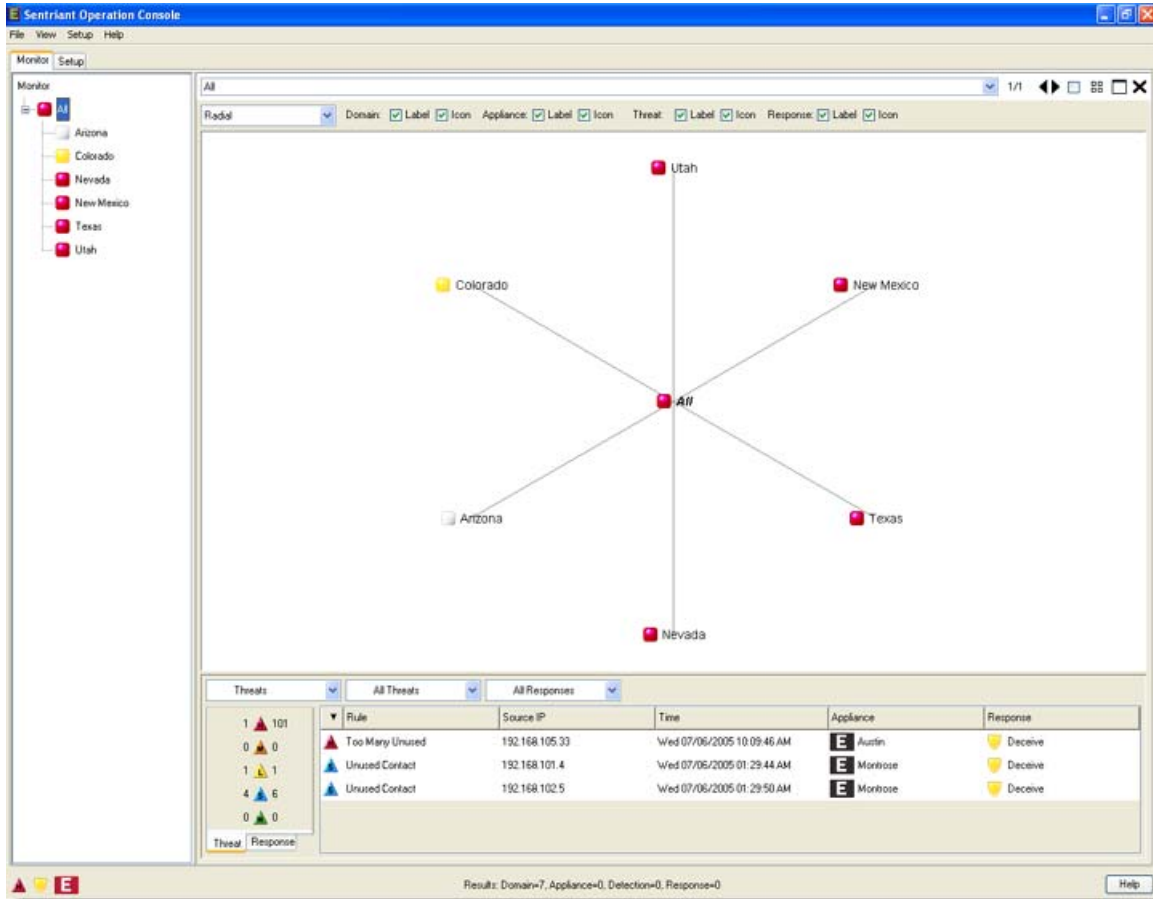 E Sentriant Operation Console
File View Setup Help
Monitor Setup
Monitor
All
Arizona
Colorado
Nevada
New Mexico
Texas
Utah
All 1/1
Radial Domain: Label Icon Appliance: Label Icon Threat: Label Icon Response: Label Icon
Utah
Colorado
New Mexico
All
Arizona
Texas
Nevada
Threats All Threats All Responses
1 101
0 0
1 L 1
4 6
0 0
Threat Response
Rule Source IP Time Appliance Response
Too Many Unused 192.168.105.33 Wed 07/06/2005 10:09:46 AM E Austin Deceive
Unused Contact 192.168.101.4 Wed 07/06/2005 01:29:44 AM E Montrose Deceive
Unused Contact 192.168.102.5 Wed 07/06/2005 01:29:50 AM E Montrose Deceive
E
Results: Domain=7, Appliance=0, Detection=0, Response=0
Help